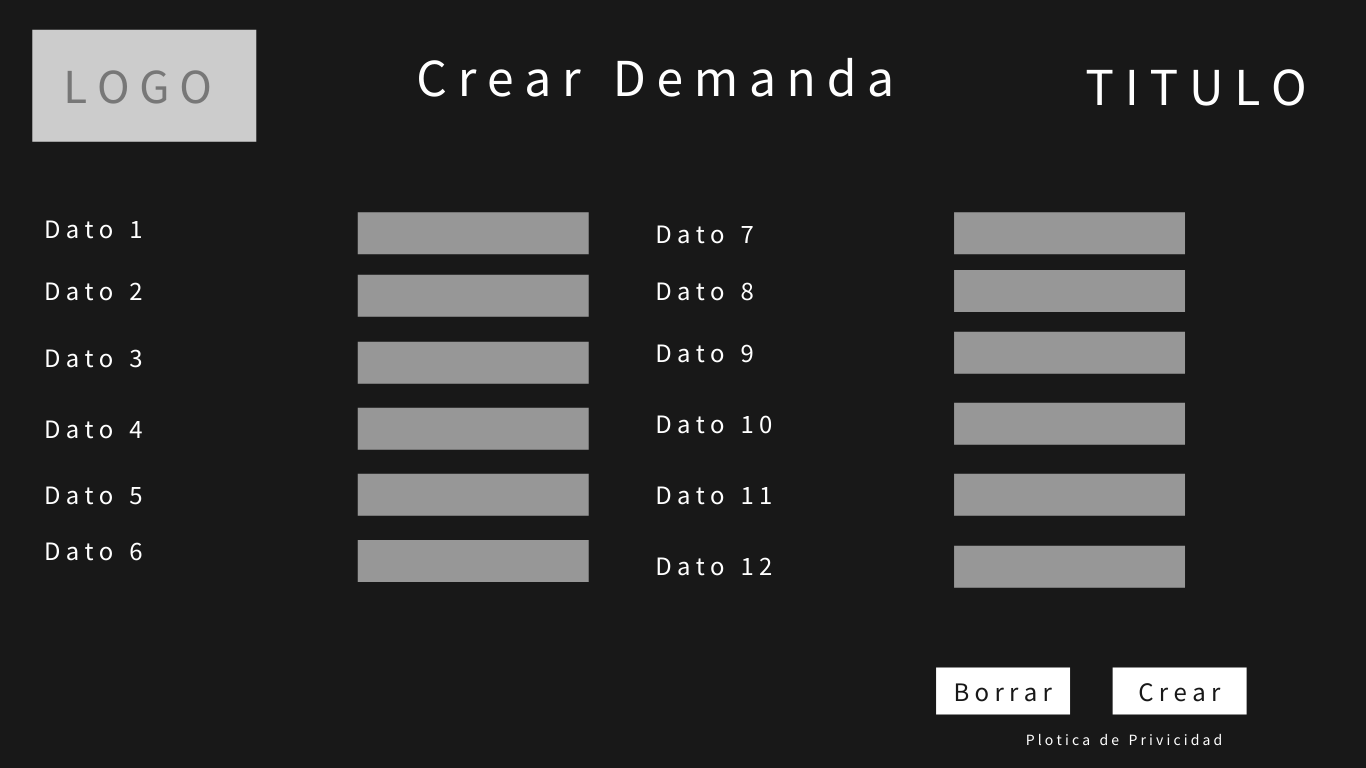 LOGO
Crear Demanda
TITULO
Dato 1
Dato 2
Dato 3
Dato 4
Dato 5
Dato 6
Dato 7
Dato 8
Dato 9
Dato 10
Dato 11
Dato 12
Borrar
Crear
Plotica de Privicidad